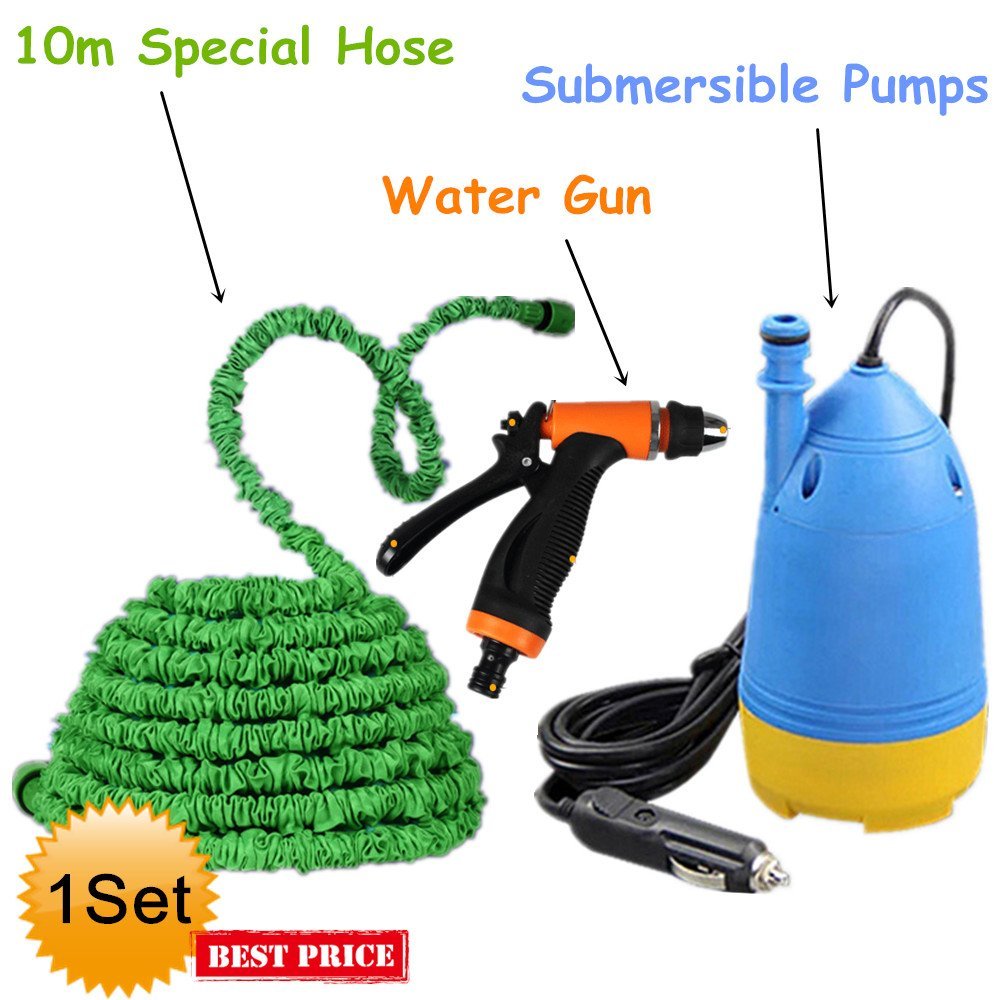 10m Special Hose
Submersible Pumps
Water Gun
1Set
BEST PRICE